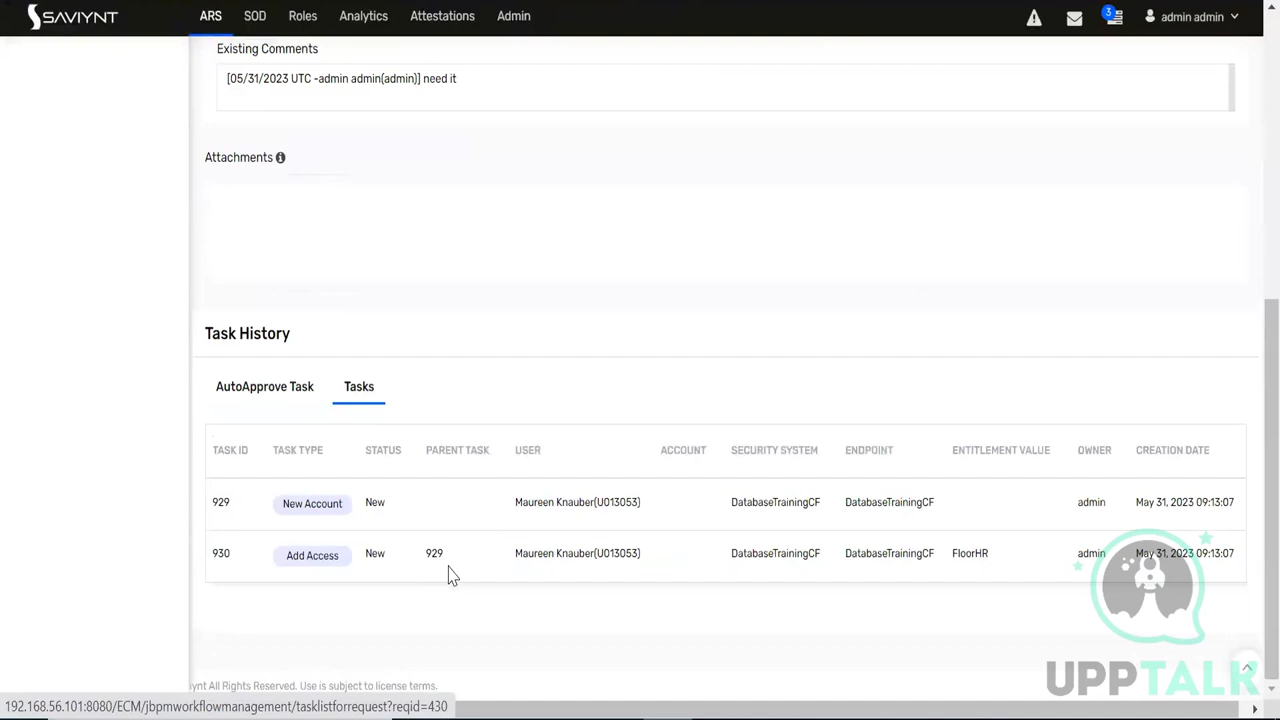 SAVIYNT
ARS SOD Roles Analytics Attestations Admin
3
admin admin
Existing Comments
[05/31/2023 UTC -admin admin(admin)] need it
Attachments
Task History
AutoApprove Task Tasks
TASK ID TASK TYPE STATUS PARENT TASK USER ACCOUNT SECURITY SYSTEM ENDPOINT ENTITLEMENT VALUE OWNER CREATION DATE
929 New Account New Maureen Knauber(U013053) DatabaseTrainingCF DatabaseTrainingCF admin May 31, 2023 09:13:07
930 Add Access New 929 Maureen Knauber(U013053) DatabaseTrainingCF DatabaseTrainingCF FloorHR admin May 31, 2023 09:13:07
UPPTALK
ynt All Rights Reserved. Use is subject to license terms.
192.168.56.101:8080/ECM/jbpmworkflowmanagement/tasklistforrequest?reqid=430